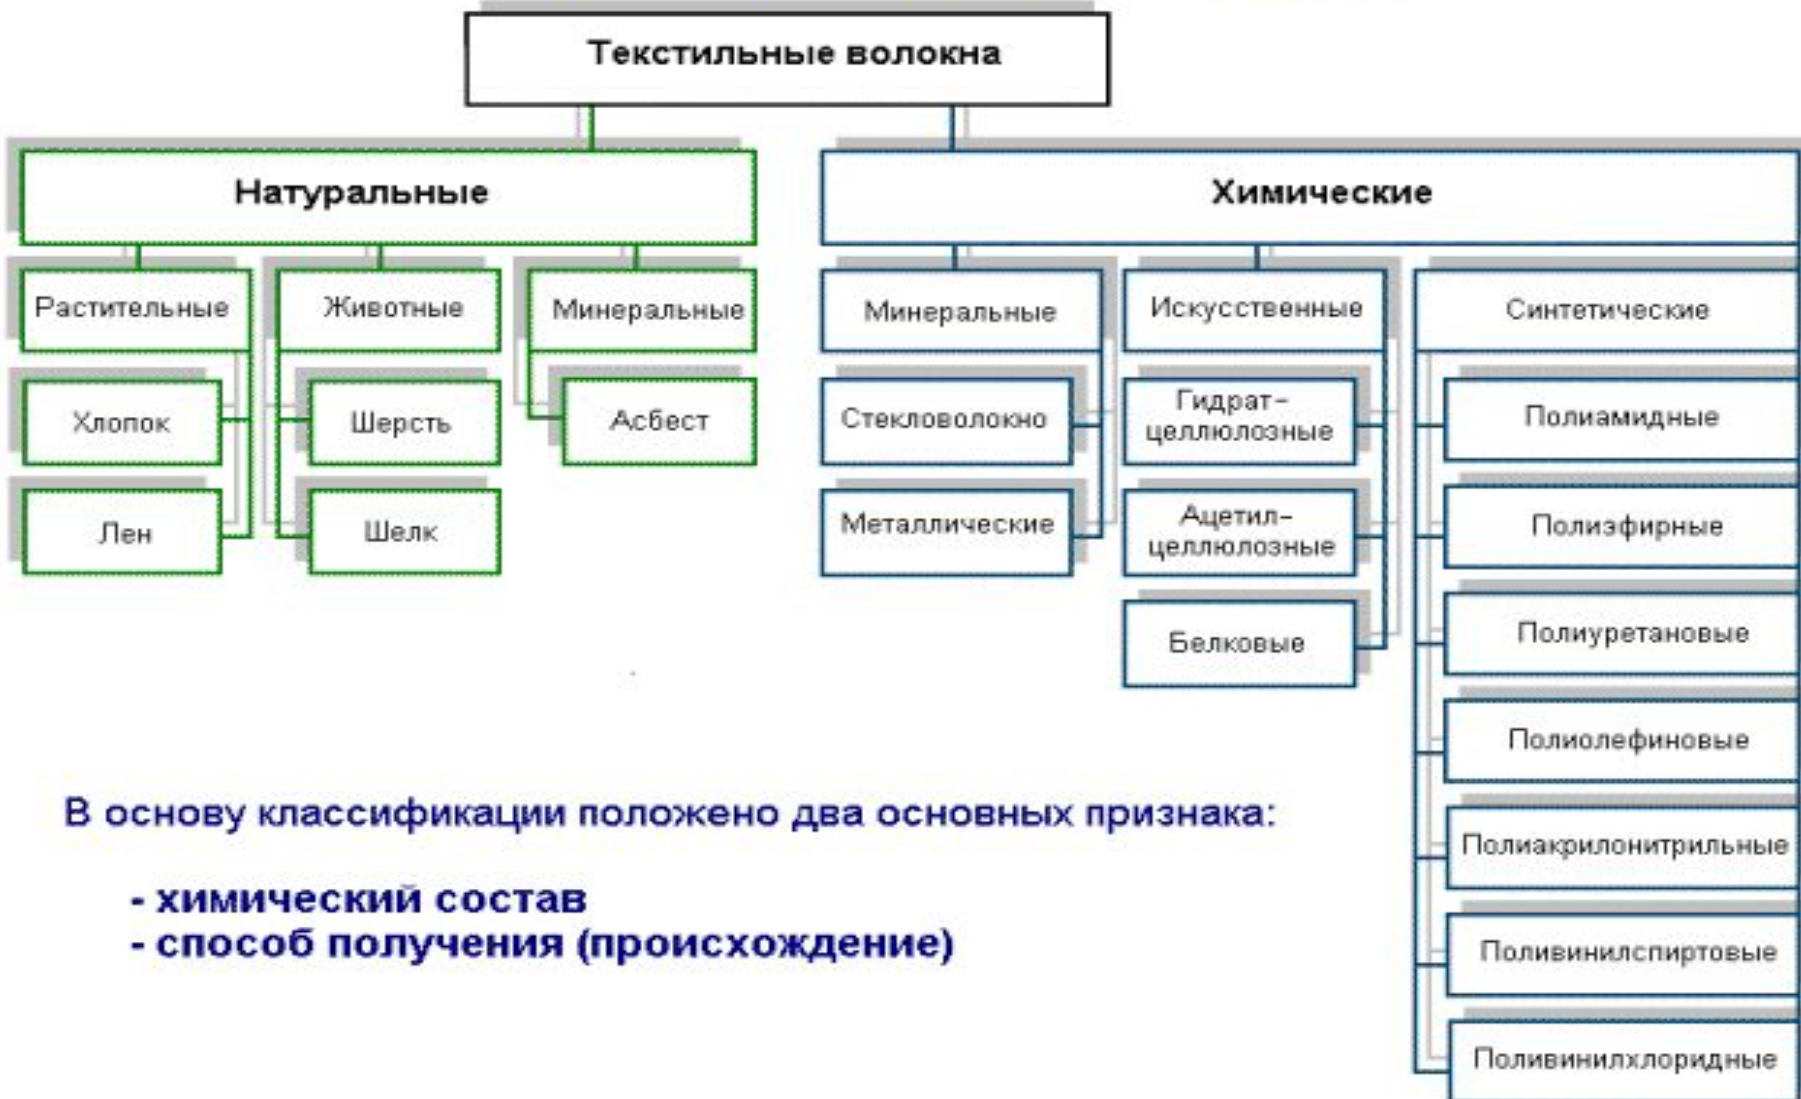 Текстильные волокна
Натуральные
Химические
Растительные
Животные
Минеральные
Минеральные
Искусственные
Синтетические
Хлопок
Шерсть
Асбест
Стекловолокно
Гидрат-
целлюлозные
Полиамидные
Лен
Шелк
Металлические
Ацетил-
целлюлозные
Полиэфирные
Белковые
Полиуретановые
Полиолефиновые
Полиакрилонитрильные
Поливинилспиртовые
Поливинилхлоридные
В основу классификации положено два основных признака:
- химический состав
- способ получения (происхождение)